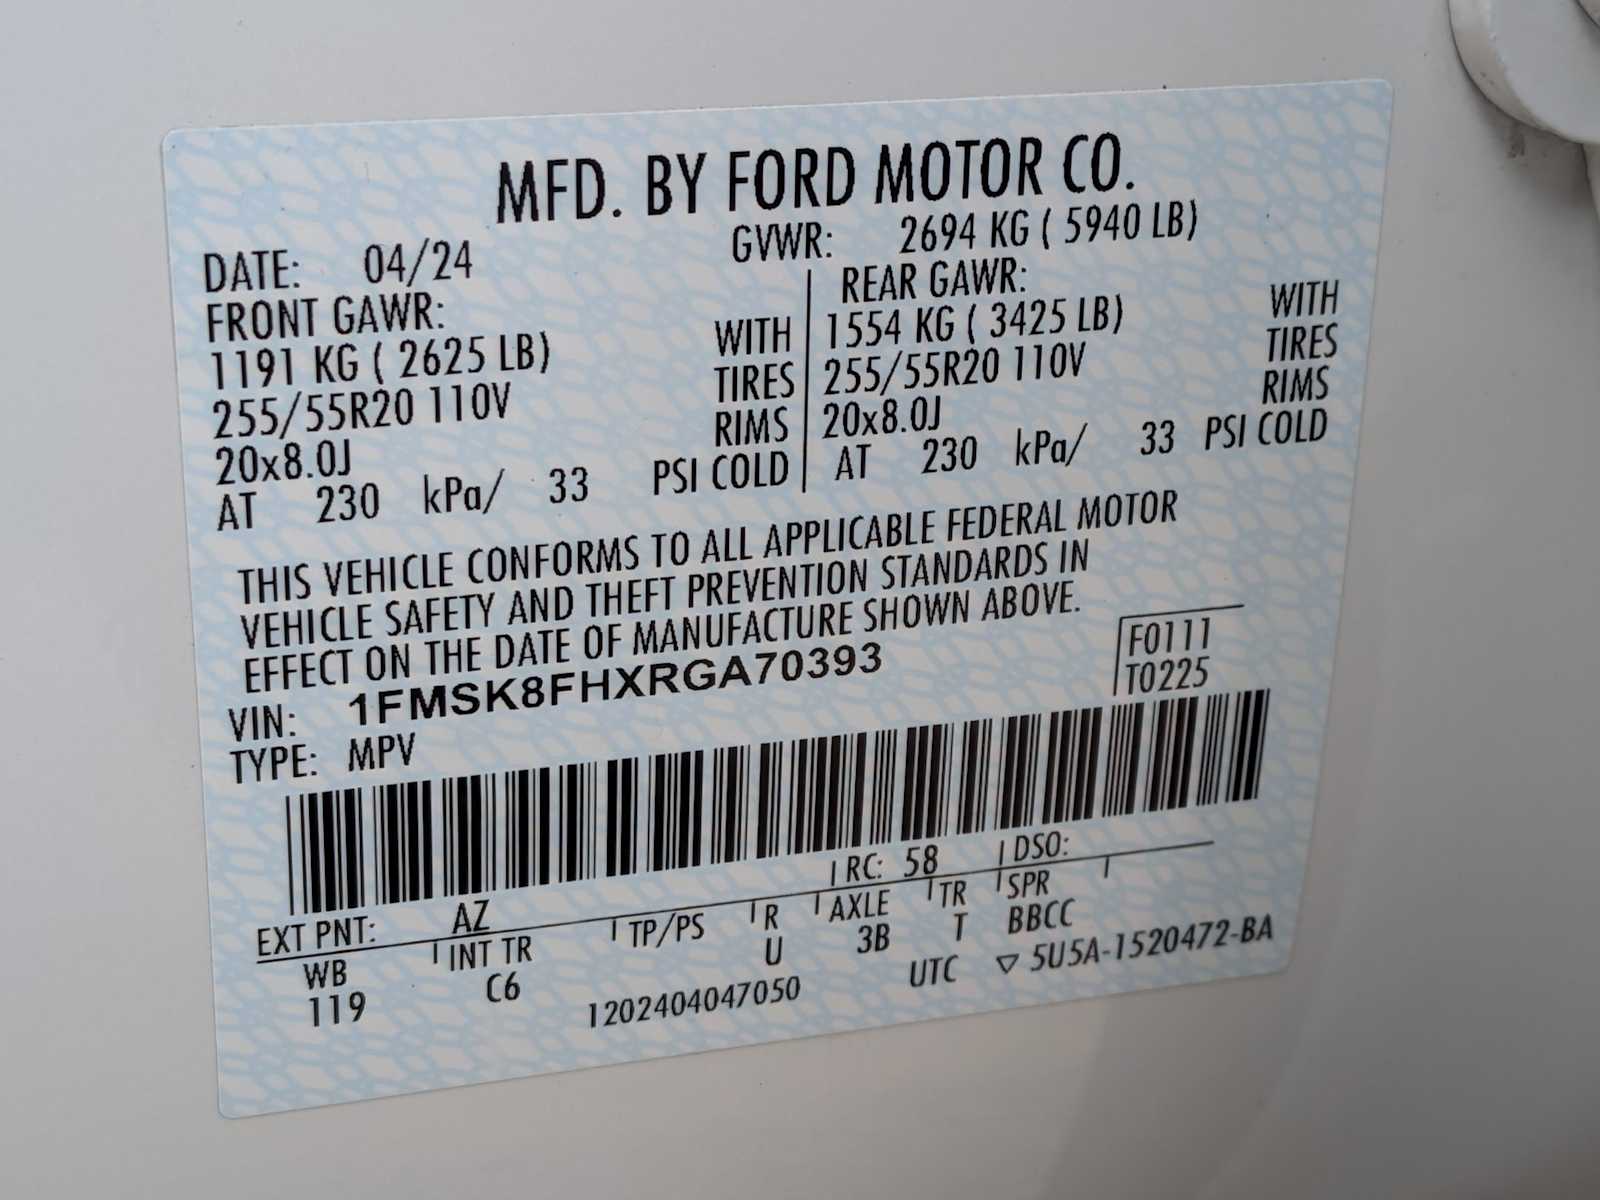 MFD. BY FORD MOTOR CO.
DATE: 04/24 GVWR: 2694 KG ( 5940 LB)
FRONT GAWR: REAR GAWR:
1191 KG ( 2625 LB) WITH 1554 KG ( 3425 LB) WITH
255/55R20 110V TIRES 255/55R20 110V TIRES
20x8.0J RIMS 20x8.0J RIMS
AT 230 kPa/ 33 PSI COLD AT 230 kPa/ 33 PSI COLD
THIS VEHICLE CONFORMS TO ALL APPLICABLE FEDERAL MOTOR
VEHICLE SAFETY AND THEFT PREVENTION STANDARDS IN
EFFECT ON THE DATE OF MANUFACTURE SHOWN ABOVE.
VIN: 1FMSK8FHXRGA70393 F0111
TYPE: MPV T0225
EXT PNT: AZ RC: 58 DSO:
WB INT TR TP/PS R AXLE TR SPR
119 C6 U 3B T BBCC
1202404047050 UTC ▽ 5U5A-1520472-BA